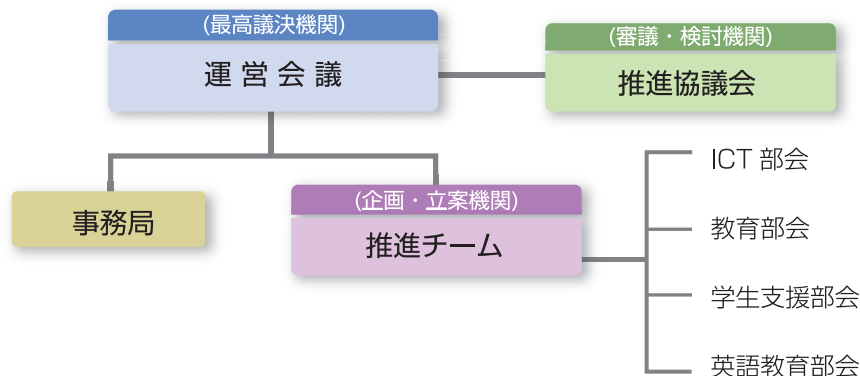 (最高議決機関)
運営会議
(審議・検討機関)
推進協議会
事務局
(企画・立案機関)
推進チーム
ICT 部会
教育部会
学生支援部会
英語教育部会